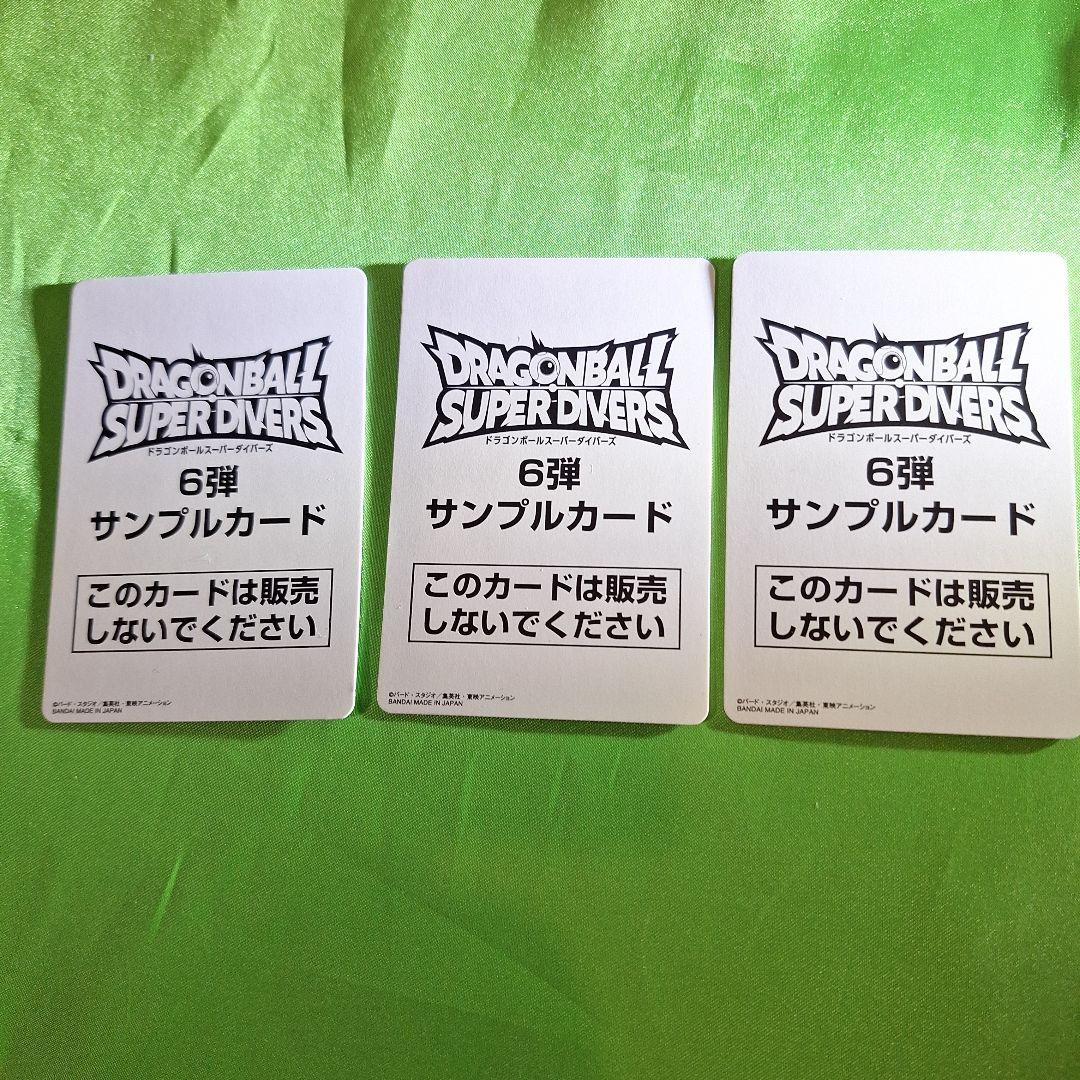 DRAGONBALL
SUPER DIVERS
ドラゴンボールスーパーダイバーズ
6弾
サンプルカード
このカードは販売
しないでください
©バード・スタジオ/集英社・東映アニメーション
BANDAI MADE IN JAPAN
DRAGONBALL
SUPER DIVERS
ドラゴンボールスーパーダイバーズ
6弾
サンプルカード
このカードは販売
しないでください
©バード・スタジオ/集英社・東映アニメーション
BANDAI MADE IN JAPAN
DRAGONBALL
SUPER DIVERS
ドラゴンボールスーパーダイバーズ
6弾
サンプルカード
このカードは販売
しないでください
©バード・スタジオ/集英社・東映アニメーション
BANDAI MADE IN JAPAN